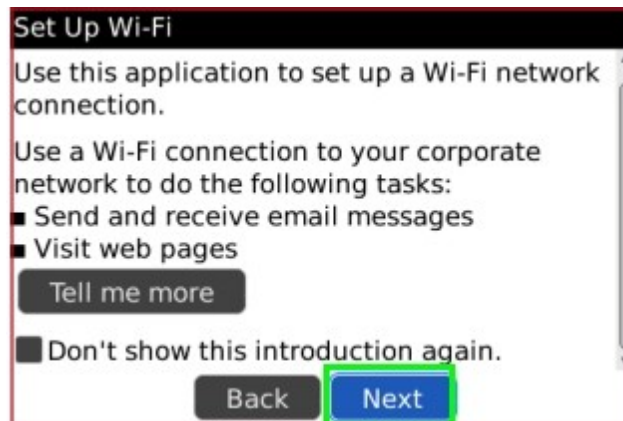 Set Up Wi-Fi
Use this application to set up a Wi-Fi network
connection.
Use a Wi-Fi connection to your corporate
network to do the following tasks:
Send and receive email messages
Visit web pages
Tell me more
Don't show this introduction again.
Back Next